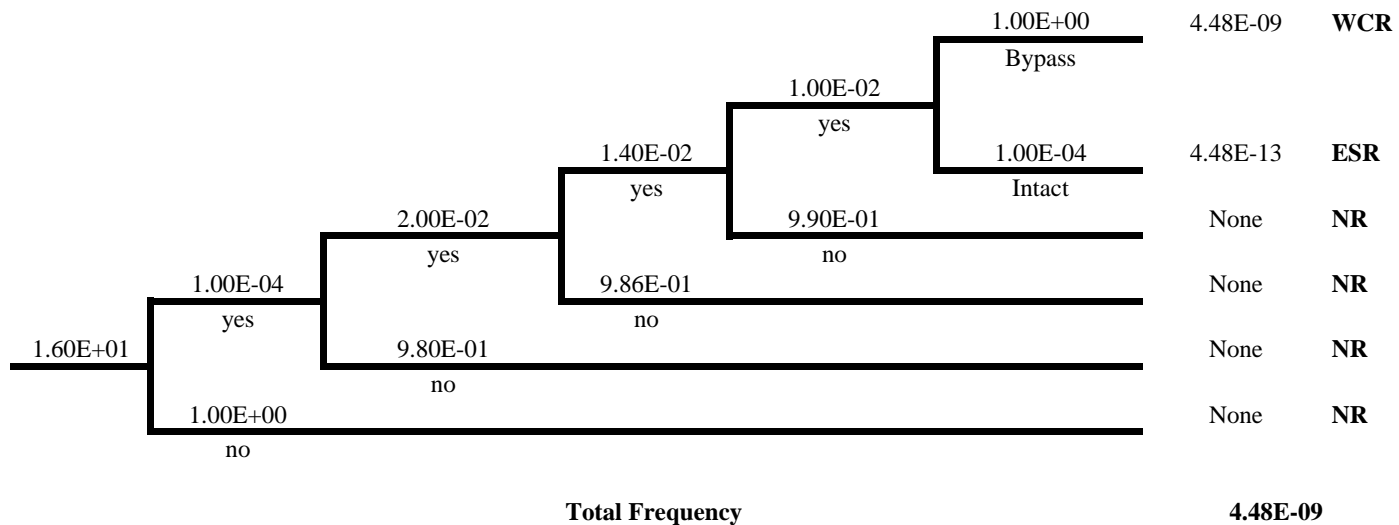 1.00E+00 4.48E-09 WCR
Bypass
1.00E-02
yes
1.40E-02 1.00E-04 4.48E-13 ESR
yes Intact
2.00E-02 9.90E-01 None NR
yes no
1.00E-04 9.86E-01 None NR
yes no
1.60E+01 9.80E-01 None NR
no
1.00E+00 None NR
no
Total Frequency 4.48E-09